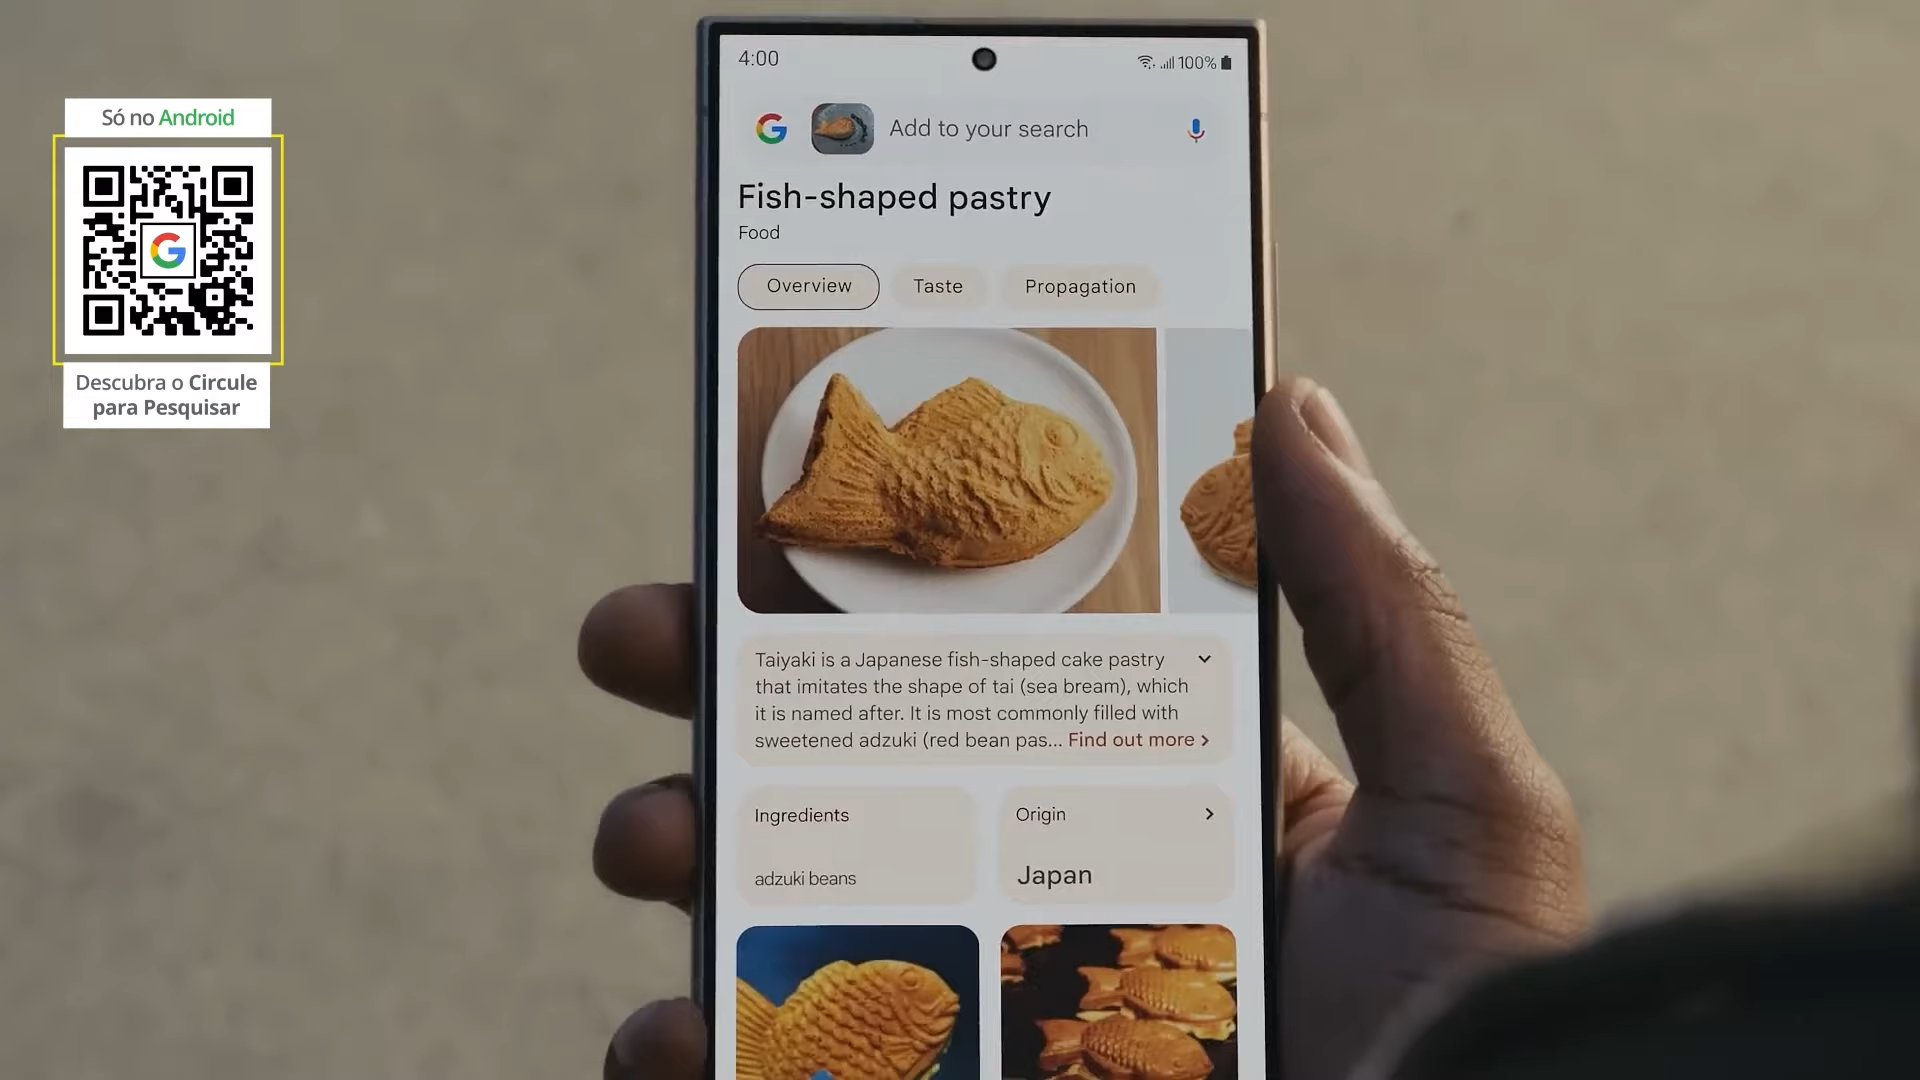 Só no Android
Descubra o Circule
para Pesquisar
4:00
100%
Add to your search
Fish-shaped pastry
Food
Overview
Taste
Propagation
Taiyaki is a Japanese fish-shaped cake pastry
that imitates the shape of tai (sea bream), which
it is named after. It is most commonly filled with
sweetened adzuki (red bean pas... Find out more
Ingredients
adzuki beans
Origin
Japan